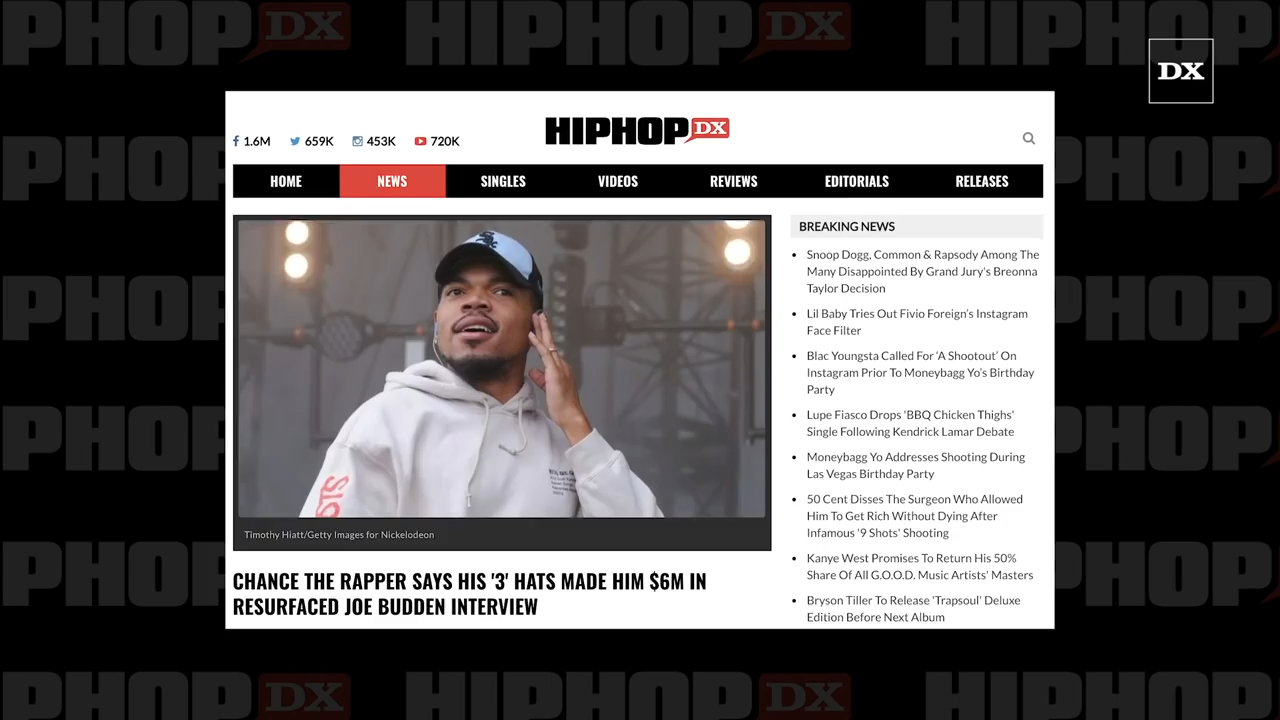 DX
HIPHOPDX
1.6M
659K
453K
720K
HOME
NEWS
SINGLES
VIDEOS
REVIEWS
EDITORIALS
RELEASES
Timothy Hiatt/Getty Images for Nickelodeon
CHANCE THE RAPPER SAYS HIS '3' HATS MADE HIM $6M IN
RESURFACED JOE BUDDEN INTERVIEW
BREAKING NEWS
Snoop Dogg, Common & Rapsody Among The
Many Disappointed By Grand Jury's Breonna
Taylor Decision
Lil Baby Tries Out Fivio Foreign's Instagram
Face Filter
Blac Youngsta Called For 'A Shootout' On
Instagram Prior To Moneybagg Yo's Birthday
Party
Lupe Fiasco Drops 'BBQ Chicken Thighs'
Single Following Kendrick Lamar Debate
Moneybagg Yo Addresses Shooting During
Las Vegas Birthday Party
50 Cent Disses The Surgeon Who Allowed
Him To Get Rich Without Dying After
Infamous '9 Shots' Shooting
Kanye West Promises To Return His 50%
Share Of All G.O.O.D. Music Artists' Masters
Bryson Tiller To Release 'Trapsoul' Deluxe
Edition Before Next Album